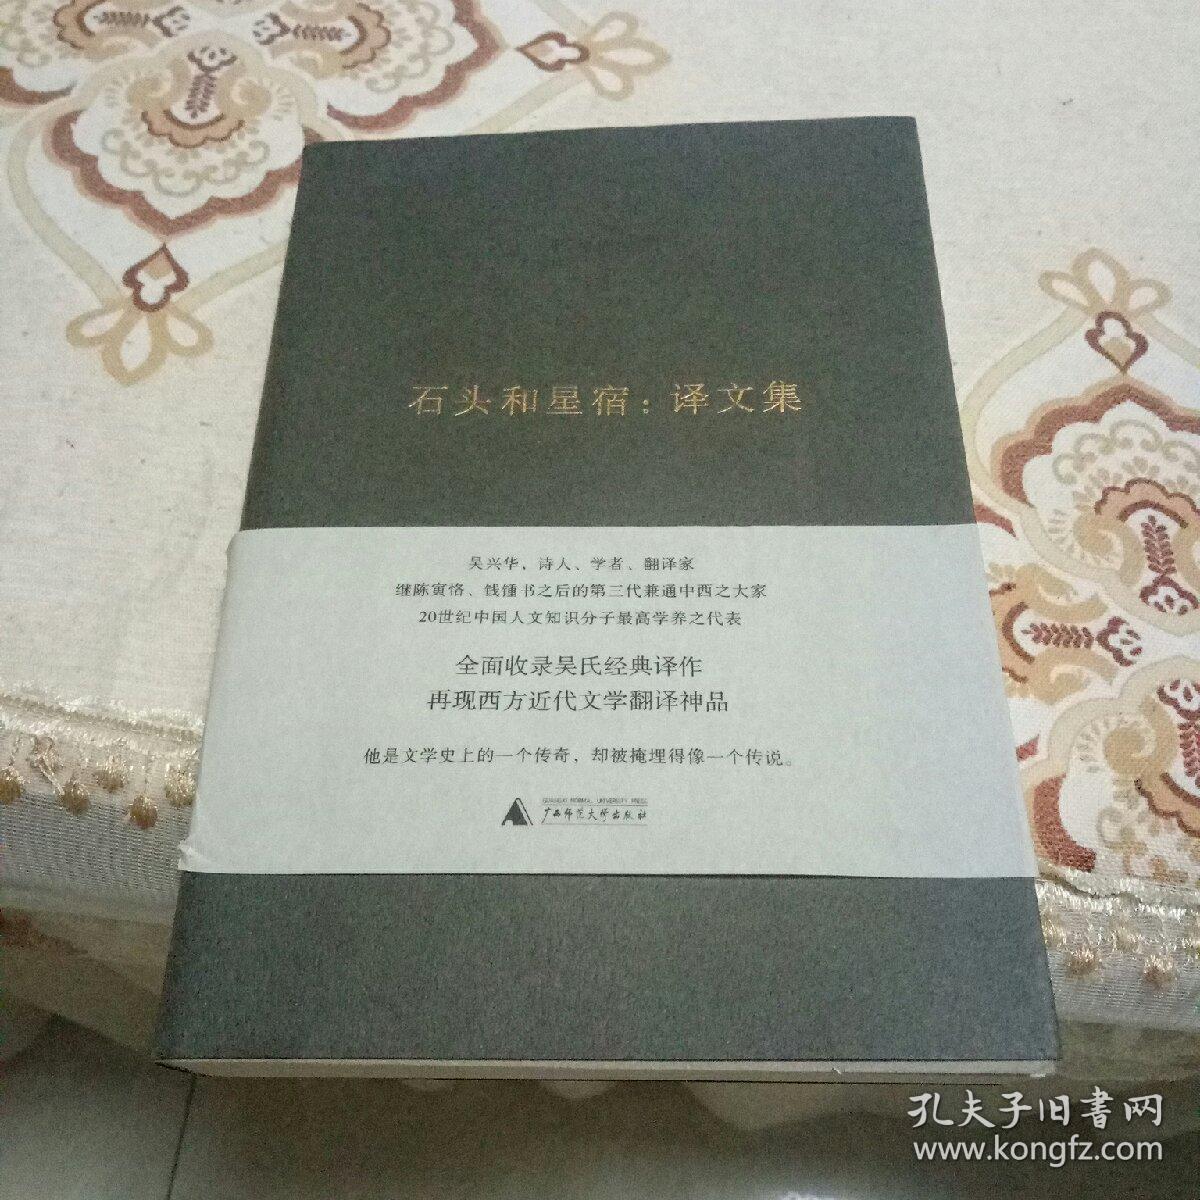 石头和星宿：译文集
吴兴华，诗人、学者、翻译家
继陈寅恪、钱锺书之后的第三代兼通中西之大家
20世纪中国人文知识分子最高学养之代表
全面收录吴氏经典译作
再现西方近代文学翻译神品
他是文学史上的一个传奇，却被掩埋得像一个传说。
GUANGXI NORMAL UNIVERSITY PRESS
广西师范大学出版社
孔夫子旧書网
www.kongfz.com